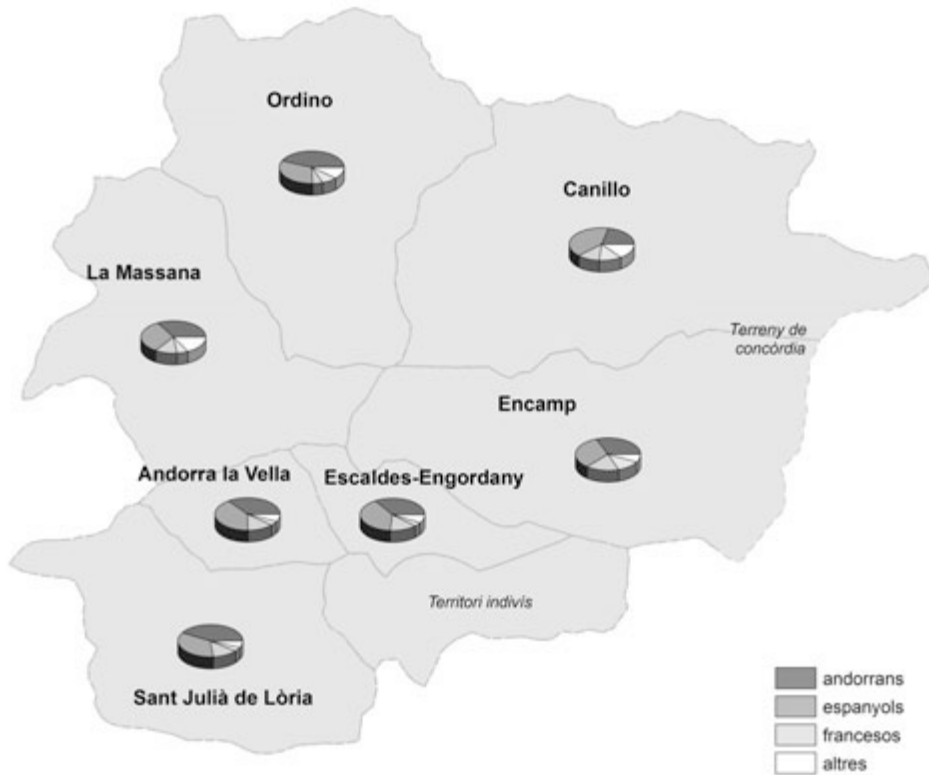 Ordino
Canillo
La Massana
Terreny de
concòrdia
Encamp
Andorra la Vella
Escaldes-Engordany
Territori indivís
Sant Julià de Lòria
andorrans
espanyols
francesos
altres